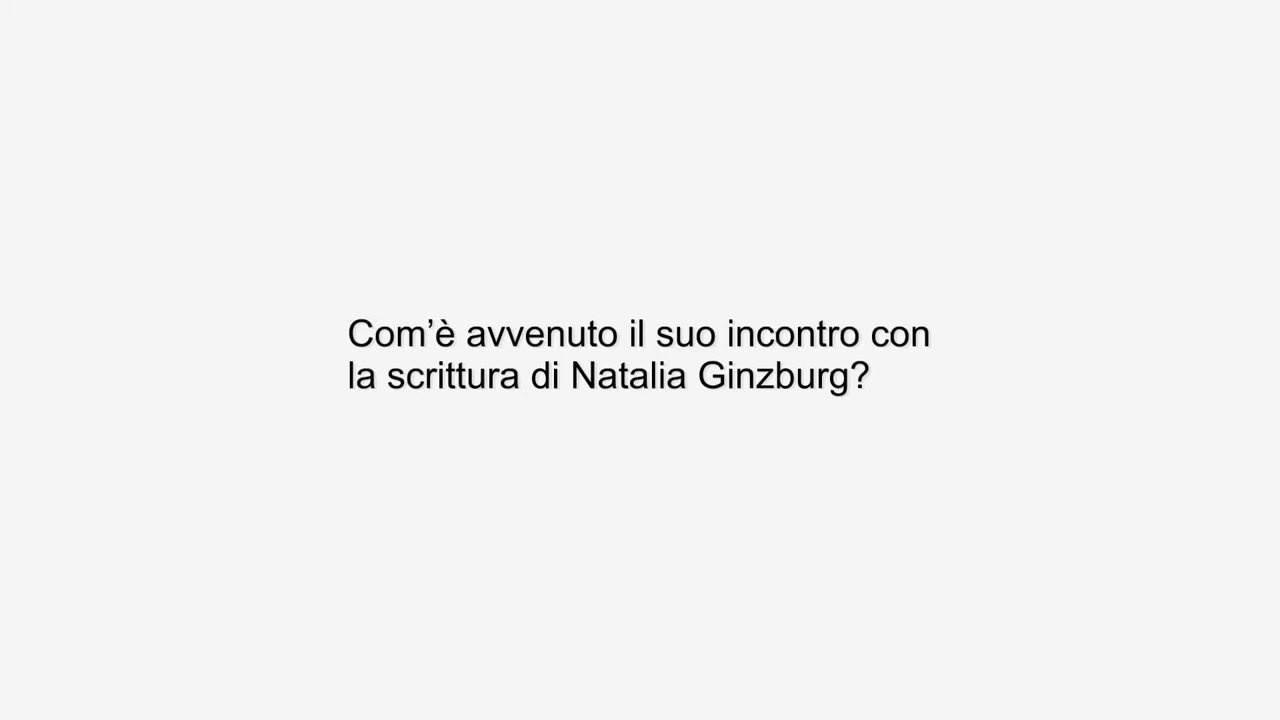 Com’è avvenuto il suo incontro con
la scrittura di Natalia Ginzburg?